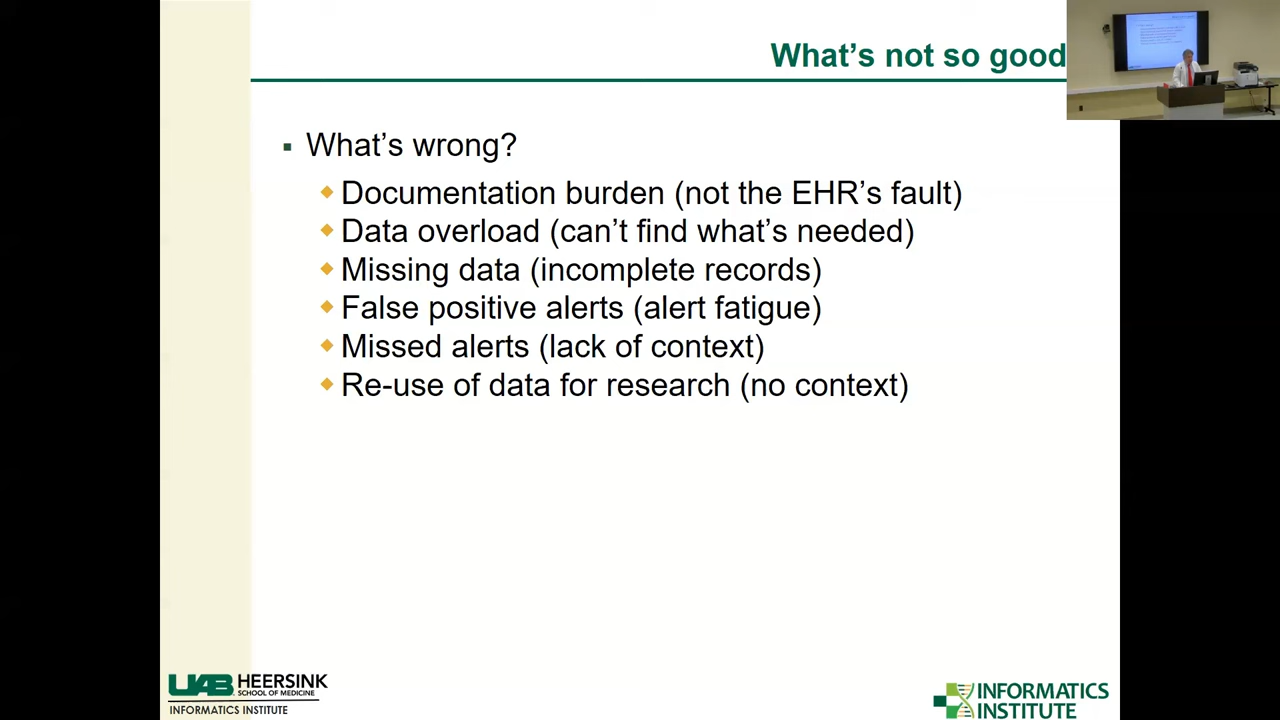 What's not so good
▪ What's wrong?
◆ Documentation burden (not the EHR's fault)
◆ Data overload (can't find what's needed)
◆ Missing data (incomplete records)
◆ False positive alerts (alert fatigue)
◆ Missed alerts (lack of context)
◆ Re-use of data for research (no context)
UAB HEERSINK
SCHOOL OF MEDICINE
INFORMATICS INSTITUTE
INFORMATICS
INSTITUTE